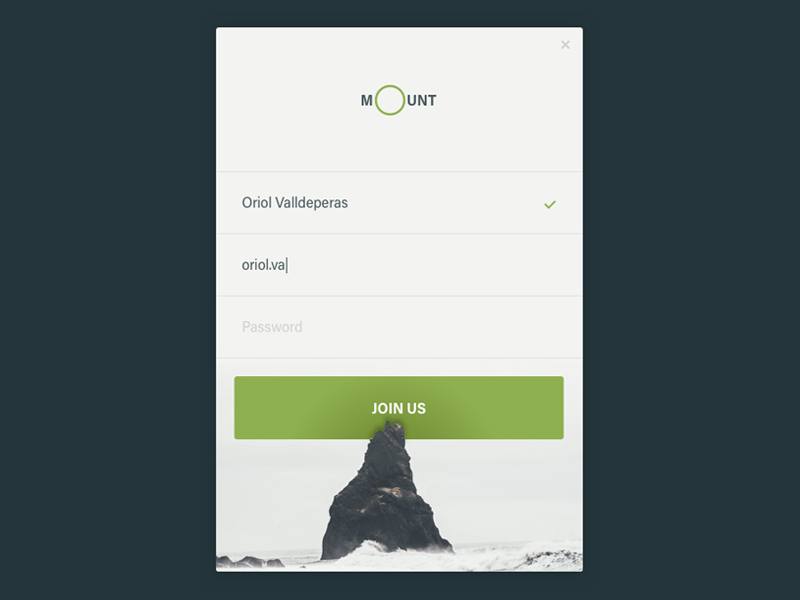 ×
MOUNT
Oriol Valldeperas
oriol.va
Password
JOIN US